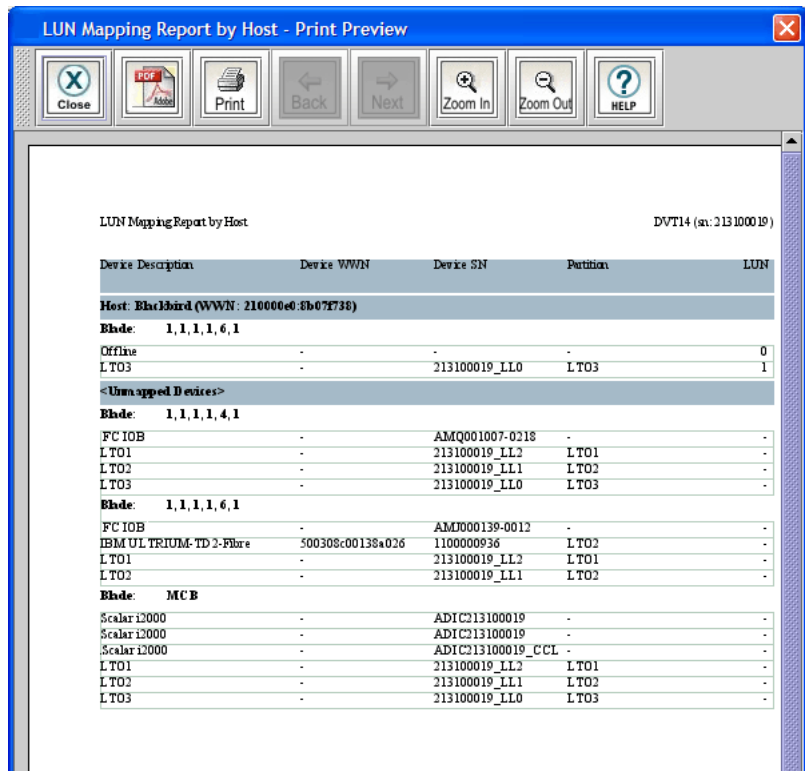 LUN Mapping Report by Host - Print Preview
X
Close
PDF
Adobe
Print
Back
Next
Zoom In
Zoom Out
?
HELP
LUN Mapping Report by Host DVT14 (sn: 213100019)
Device Description Device WWN Device SN Partition LUN
Host: Blackbird (WWN: 210000e0:8b07f738)
Blade: 1,1,1,1,6,1
Offline - - - 0
LTO3 - 213100019_LL0 LTO3 1
<Unmapped Devices>
Blade: 1,1,1,1,4,1
FC IOB - AMQ001007-0218 - -
LTO1 - 213100019_LL2 LTO1 -
LTO2 - 213100019_LL1 LTO2 -
LTO3 - 213100019_LL0 LTO3 -
Blade: 1,1,1,1,6,1
FC IOB - AMJ000139-0012 - -
IBM ULTRIUM-TD2-Fibre 500308c00138a026 1100000936 LTO2 -
LTO1 - 213100019_LL2 LTO1 -
LTO2 - 213100019_LL1 LTO2 -
Blade: MCB
Scalar i2000 - ADIC213100019 - -
Scalar i2000 - ADIC213100019 - -
Scalar i2000 - ADIC213100019_CCL - -
LTO1 - 213100019_LL2 LTO1 -
LTO2 - 213100019_LL1 LTO2 -
LTO3 - 213100019_LL0 LTO3 -